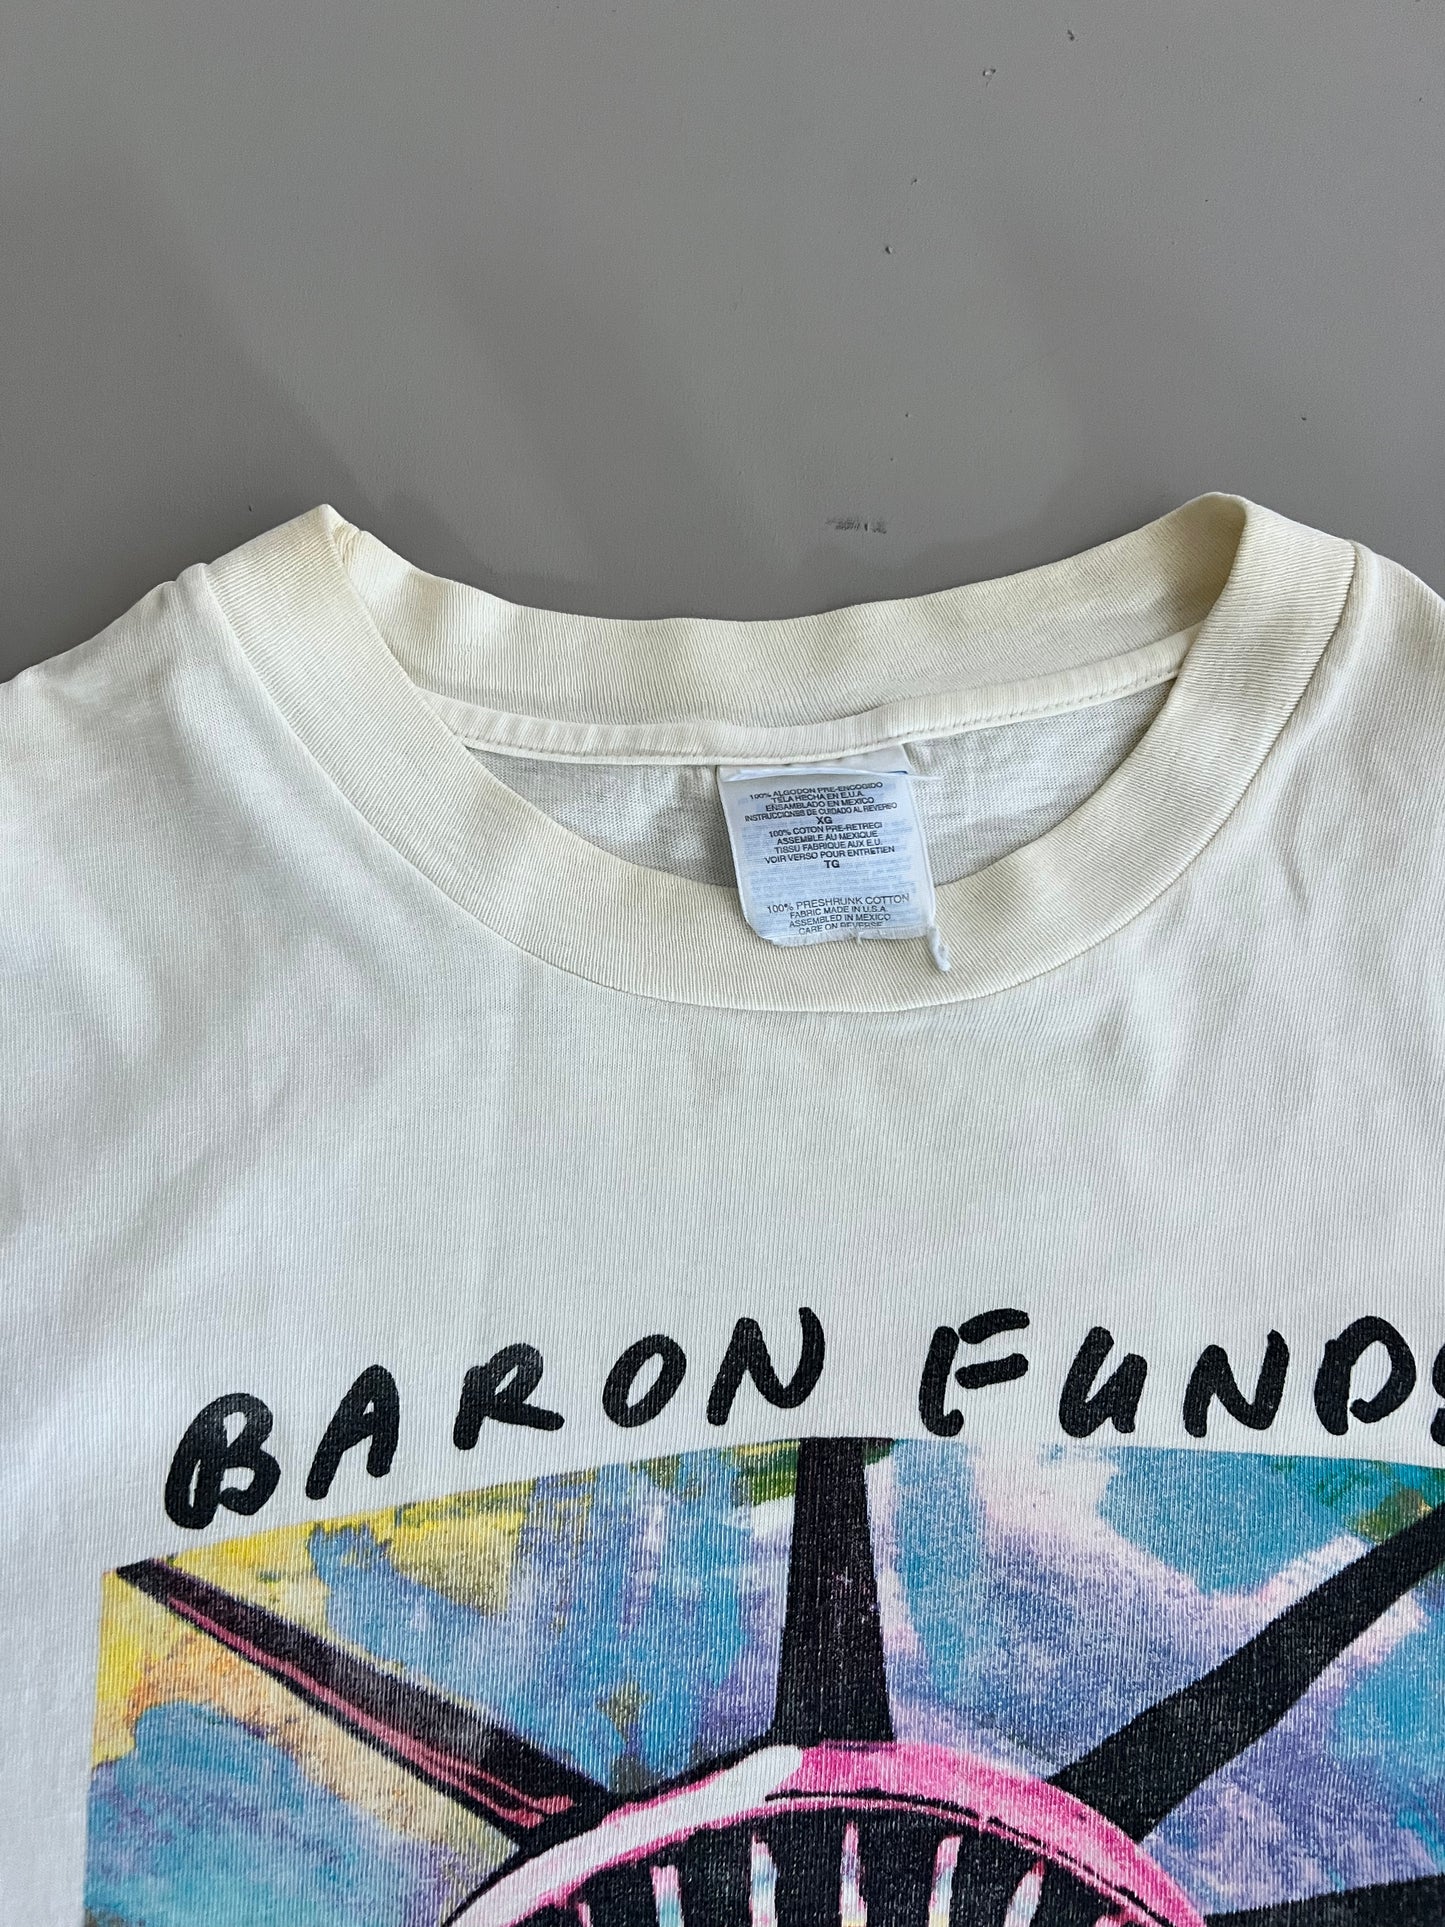 100% ALGODON PRE-ENCOGIDO
TELA HECHA EN E.U.A.
ENSAMBLADO EN MEXICO
INSTRUCCIONES DE CUIDADO AL REVERSO
XG
100% COTON PRE-RETRECI
ASSEMBLE AU MEXIQUE
TISSU FABRIQUE AUX E.U.
VOIR VERSO POUR ENTRETIEN
TG
100% PRESHRUNK COTTON
FABRIC MADE IN U.S.A.
ASSEMBLED IN MEXICO
CARE ON REVERSE
BARON FUNDS